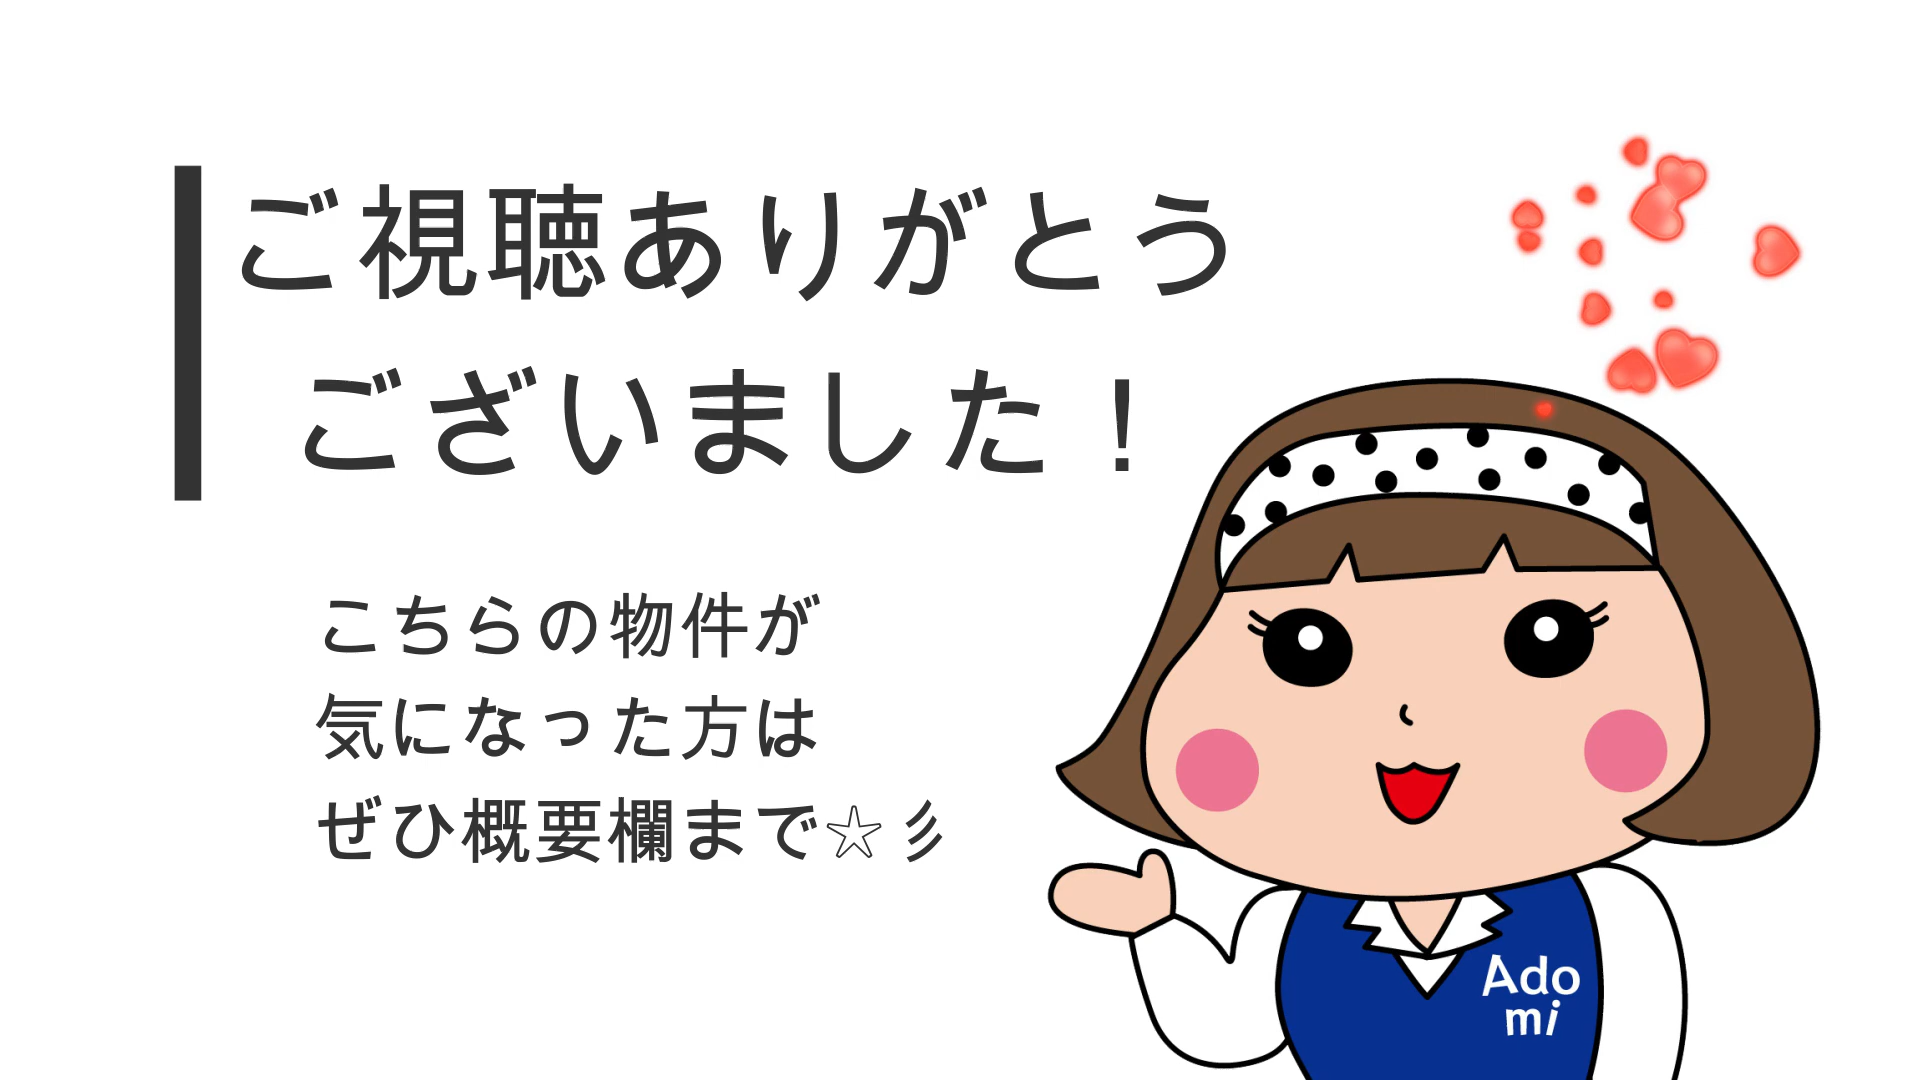 ご視聴ありがとう
ございました！
こちらの物件が
気になった方は
ぜひ概要欄まで☆彡
Ado
mi